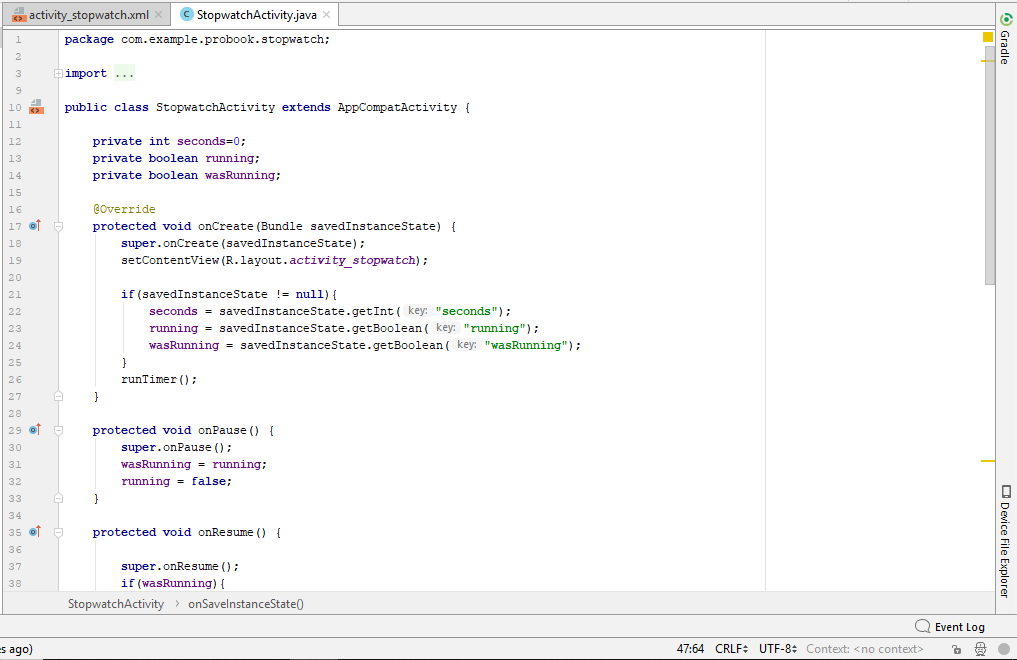 activity_stopwatch.xml
StopwatchActivity.java
1 package com.example.probook.stopwatch;
2
3 import ...
9
10 public class StopwatchActivity extends AppCompatActivity {
11
12 private int seconds=0;
13 private boolean running;
14 private boolean wasRunning;
15
16 @Override
17 protected void onCreate(Bundle savedInstanceState) {
18 super.onCreate(savedInstanceState);
19 setContentView(R.layout.activity_stopwatch);
20
21 if(savedInstanceState != null){
22 seconds = savedInstanceState.getInt( key: "seconds");
23 running = savedInstanceState.getBoolean( key: "running");
24 wasRunning = savedInstanceState.getBoolean( key: "wasRunning");
25 }
26 runTimer();
27 }
28
29 protected void onPause() {
30 super.onPause();
31 wasRunning = running;
32 running = false;
33 }
34
35 protected void onResume() {
36
37 super.onResume();
38 if(wasRunning){
StopwatchActivity > onSaveInstanceState()
Gradle
Device File Explorer
Event Log
s ago) 47:64 CRLF UTF-8 Context: <no context>